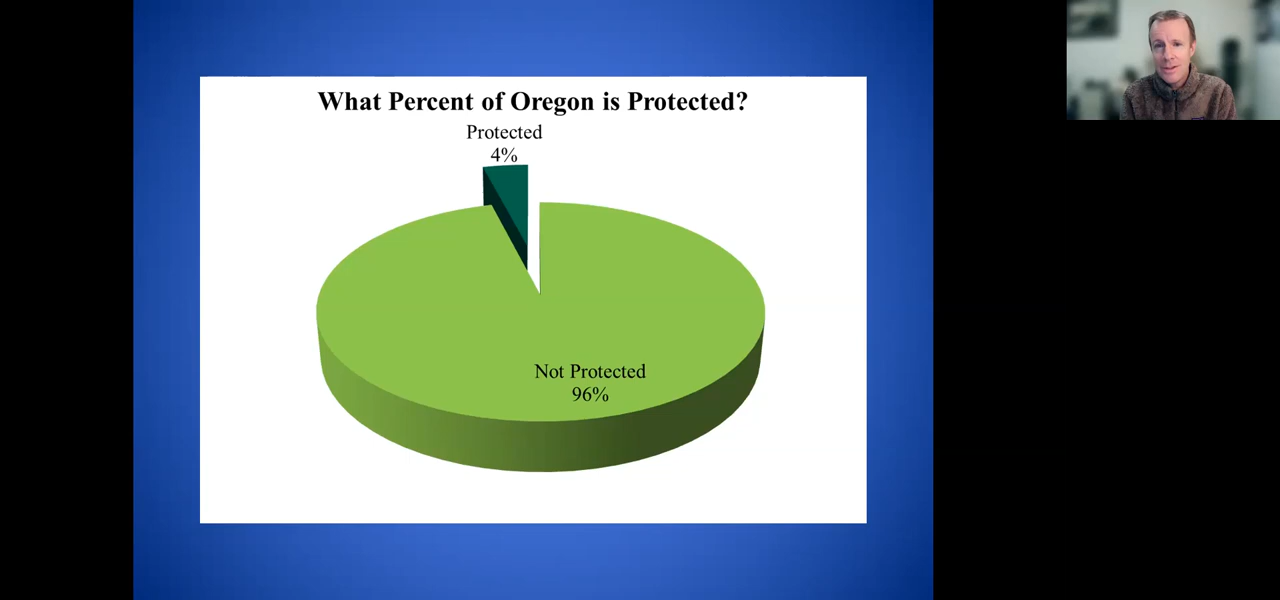 What Percent of Oregon is Protected?
Protected
4%
Not Protected
96%